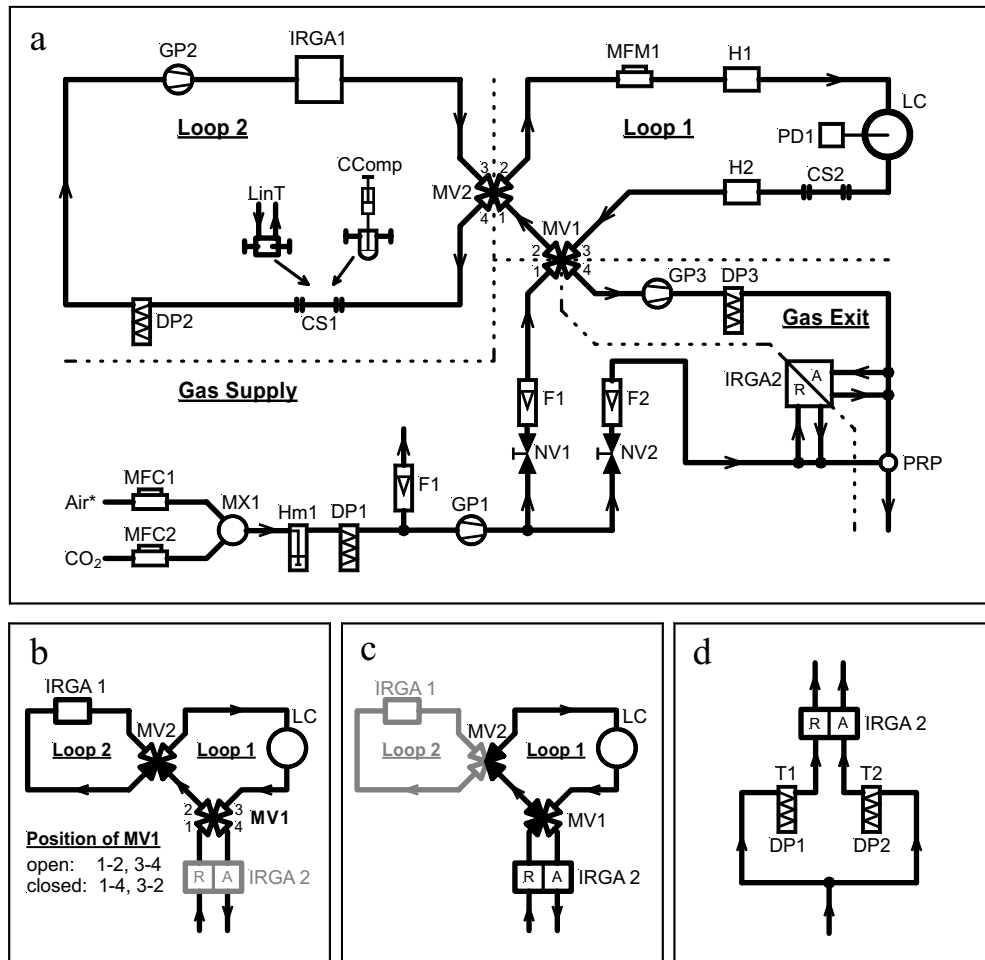 a
GP2
IRGA1
MFM1
H1
LC
Loop 2
Loop 1
PD1
CComp
3
2
MV2
LinT
H2
CS2
4
1
MV1
2
3
1
4
GP3
DP3
DP2
CS1
Gas Exit
Gas Supply
F1
F2
IRGA2
A
R
NV1
NV2
PRP
MFC1
Air*
MX1
F1
Hm1
DP1
GP1
MFC2
CO₂
b
IRGA 1
MV2
LC
Loop 2
Loop 1
2
3
MV1
1
4
Position of MV1
open: 1-2, 3-4
closed: 1-4, 3-2
R
A
IRGA 2
c
IRGA 1
MV2
LC
Loop 2
Loop 1
MV1
R
A
IRGA 2
d
R
A
IRGA 2
T1
T2
DP1
DP2